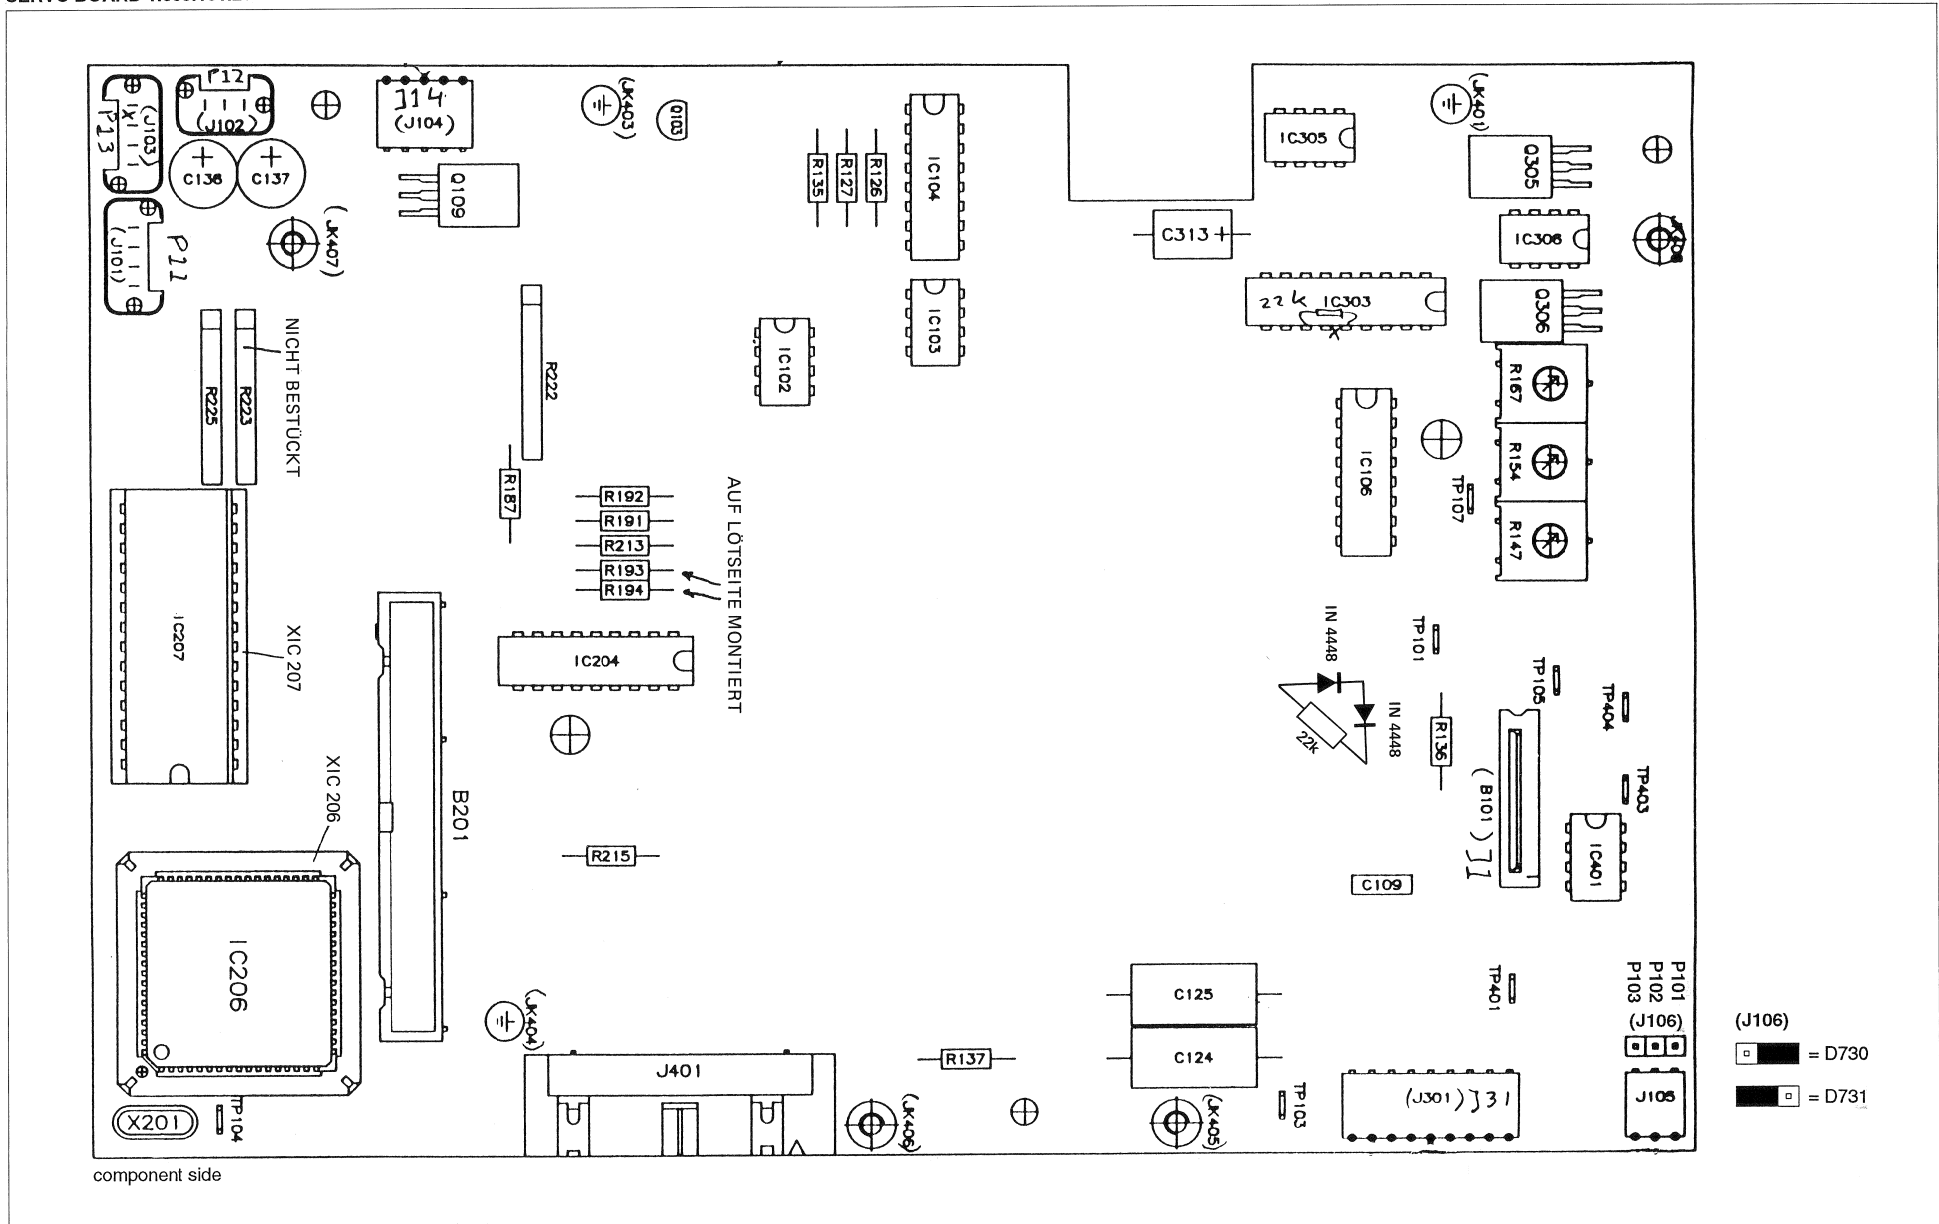 P12
(J102)
P13
(J103)
X
J14
(J104)
(JK403)
Q103
(JK401)
IC305
Q305
C136
C137
Q109
R135
R127
R126
IC104
C313
IC306
P11
(J101)
(JK407)
22k
IC303
X
Q306
IC103
IC102
R222
R225
R223
NICHT BESTÜCKT
R167
R154
R147
IC106
TP107
R187
R192
R191
R213
R193
R194
AUF LÖTSEITE MONTIERT
IC207
XIC 207
IC204
IN 4448
IN 4448
22k
TP101
TP105
TP404
R136
TP403
(B101) J1
IC401
XIC 206
B201
R215
C109
IC206
C125
C124
TP401
P103
P102
P101
(J106)
(J106)
= D730
= D731
(JK404)
J401
R137
(JK406)
(JK405)
TP103
(J301) J31
J105
X201
TP104
component side